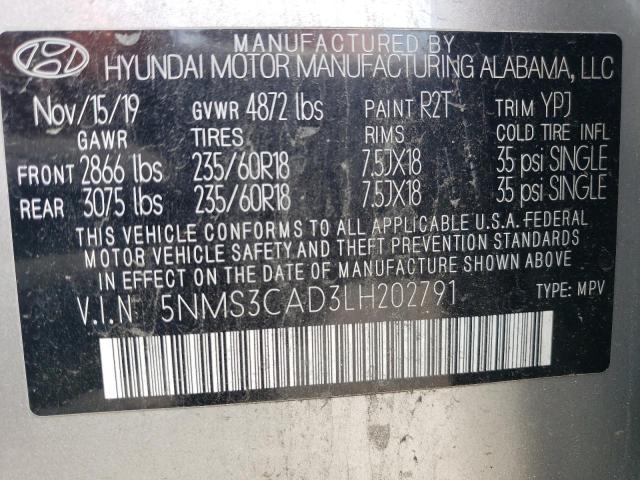 MANUFACTURED BY
HYUNDAI MOTOR MANUFACTURING ALABAMA, LLC
Nov/15/19 GVWR 4872 lbs PAINT R2T TRIM YPJ
GAWR TIRES RIMS COLD TIRE INFL
FRONT 2866 lbs 235/60R18 7.5JX18 35 psi SINGLE
REAR 3075 lbs 235/60R18 7.5JX18 35 psi SINGLE
THIS VEHICLE CONFORMS TO ALL APPLICABLE U.S.A. FEDERAL
MOTOR VEHICLE SAFETY AND THEFT PREVENTION STANDARDS
IN EFFECT ON THE DATE OF MANUFACTURE SHOWN ABOVE.
V.I.N 5NMS3CAD3LH202791 TYPE: MPV